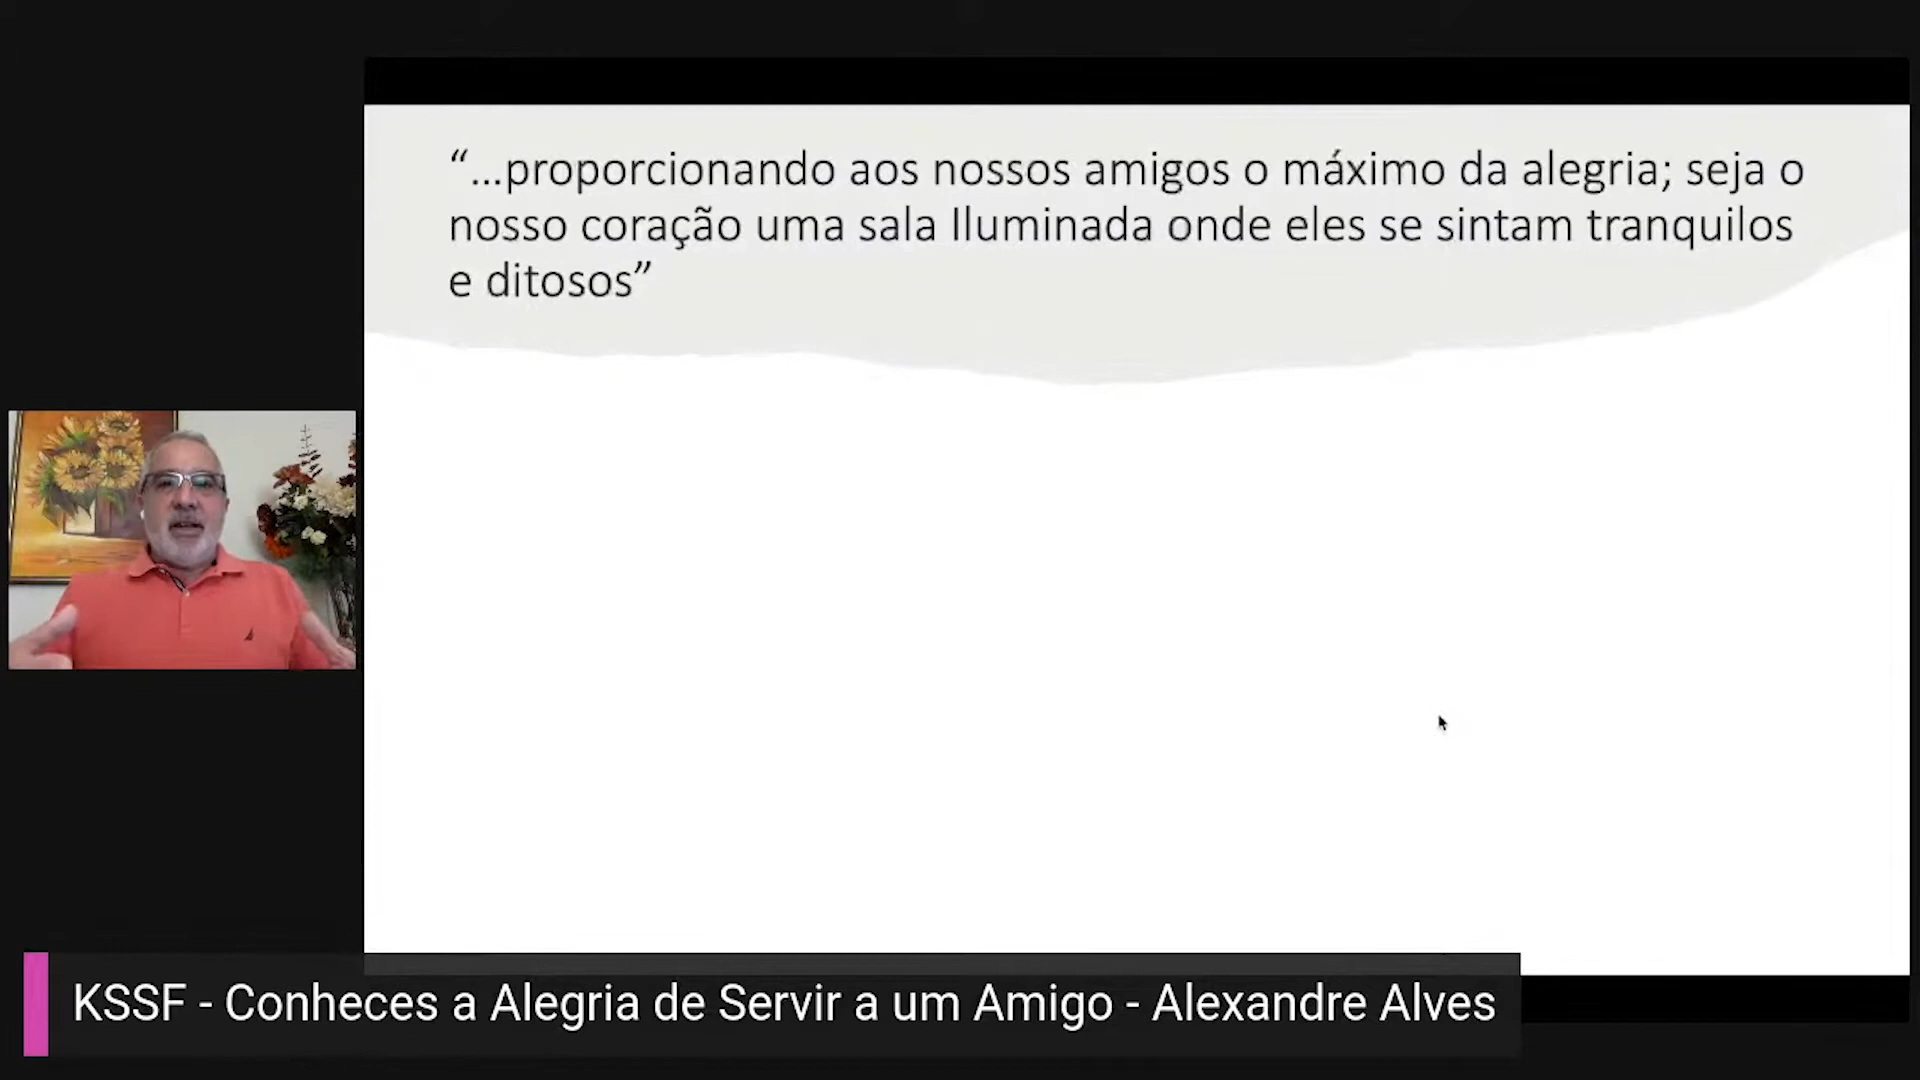 “...proporcionando aos nossos amigos o máximo da alegria; seja o
nosso coração uma sala Iluminada onde eles se sintam tranquilos
e ditosos”
KSSF - Conheces a Alegria de Servir a um Amigo - Alexandre Alves